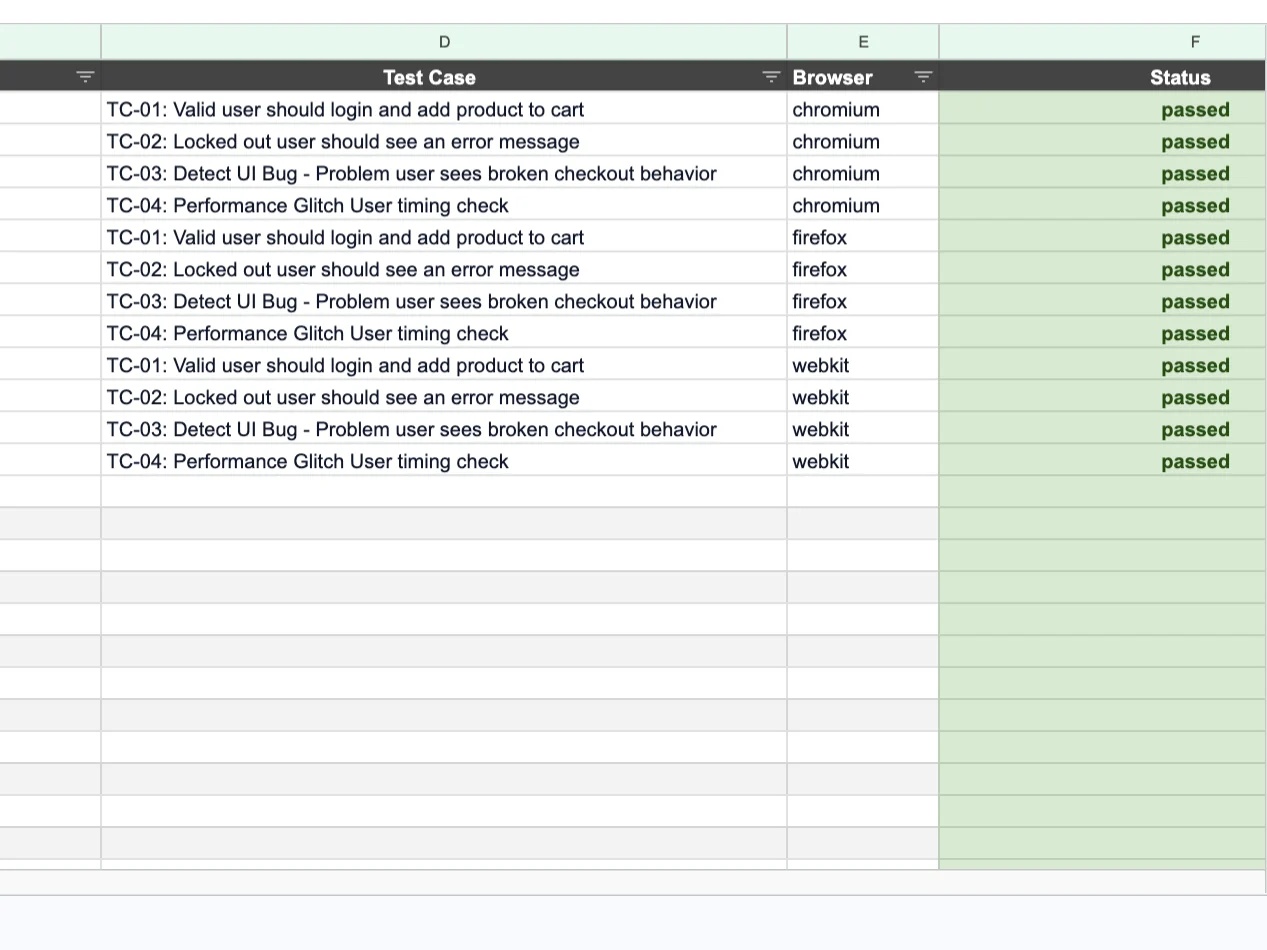 D E F
Test Case Browser Status
TC-01: Valid user should login and add product to cart chromium passed
TC-02: Locked out user should see an error message chromium passed
TC-03: Detect UI Bug - Problem user sees broken checkout behavior chromium passed
TC-04: Performance Glitch User timing check chromium passed
TC-01: Valid user should login and add product to cart firefox passed
TC-02: Locked out user should see an error message firefox passed
TC-03: Detect UI Bug - Problem user sees broken checkout behavior firefox passed
TC-04: Performance Glitch User timing check firefox passed
TC-01: Valid user should login and add product to cart webkit passed
TC-02: Locked out user should see an error message webkit passed
TC-03: Detect UI Bug - Problem user sees broken checkout behavior webkit passed
TC-04: Performance Glitch User timing check webkit passed